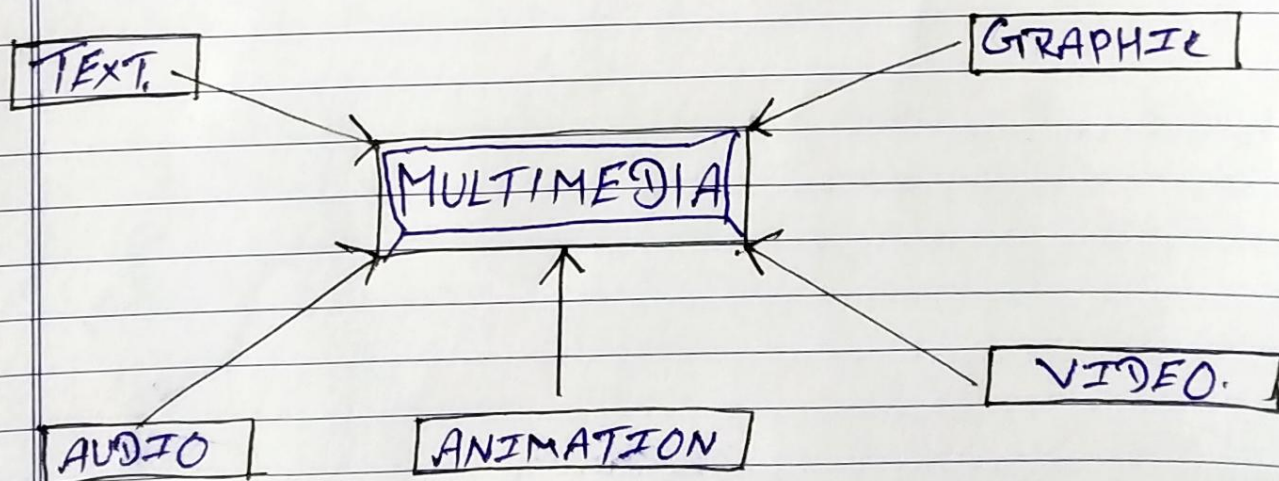 TEXT.
GRAPHIC
MULTIMEDIA
VIDEO.
AUDIO
ANIMATION